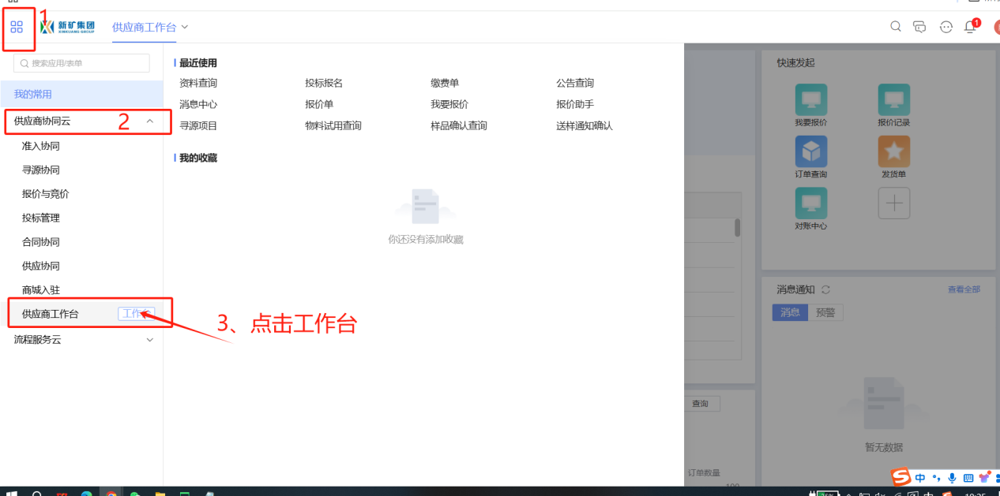 1
新矿集团
XINKUANG GROUP
供应商工作台
1
搜索应用/表单
我的常用
供应商协同云
2
准入协同
寻源协同
报价与竞价
投标管理
合同协同
供应协同
商城入驻
供应商工作台
工作台
流程服务云
最近使用
资料查询 投标报名 缴费单 公告查询
消息中心 报价单 我要报价 报价助手
寻源项目 物料试用查询 样品确认查询 送样通知确认
我的收藏
你还没有添加收藏
3、点击工作台
快速发起
我要报价 报价记录
订单查询 发货单
对账中心
消息通知 查看全部
消息 预警
暂无数据
查询
订单数量
中